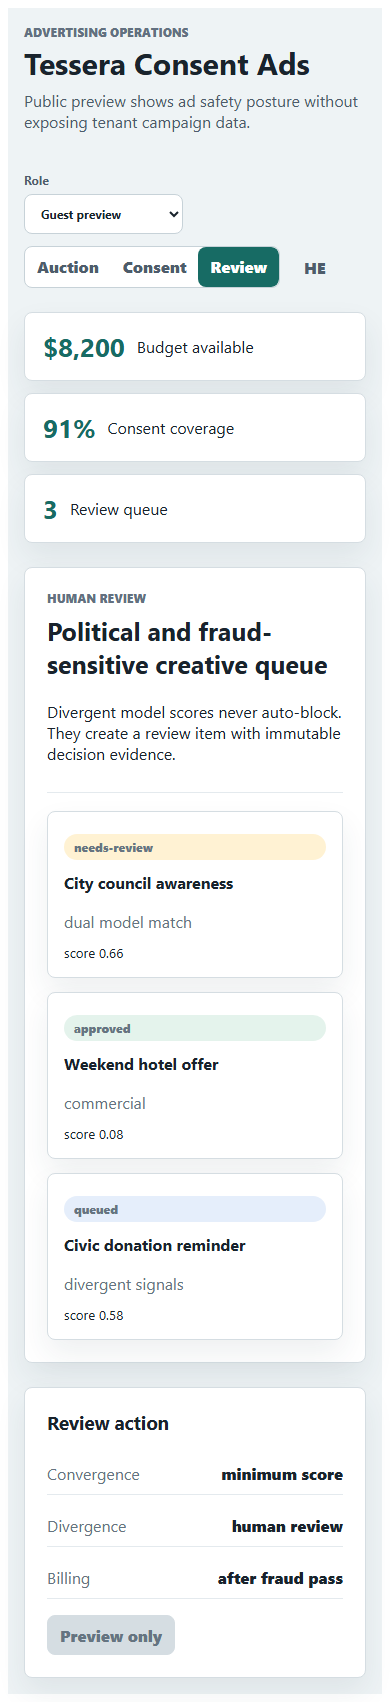 ADVERTISING OPERATIONS
Tessera Consent Ads
Public preview shows ad safety posture without
exposing tenant campaign data.
Role
Guest preview
Auction Consent Review HE
$8,200 Budget available
91% Consent coverage
3 Review queue
HUMAN REVIEW
Political and fraud-
sensitive creative queue
Divergent model scores never auto-block.
They create a review item with immutable
decision evidence.
needs-review
City council awareness
dual model match
score 0.66
approved
Weekend hotel offer
commercial
score 0.08
queued
Civic donation reminder
divergent signals
score 0.58
Review action
Convergence minimum score
Divergence human review
Billing after fraud pass
Preview only